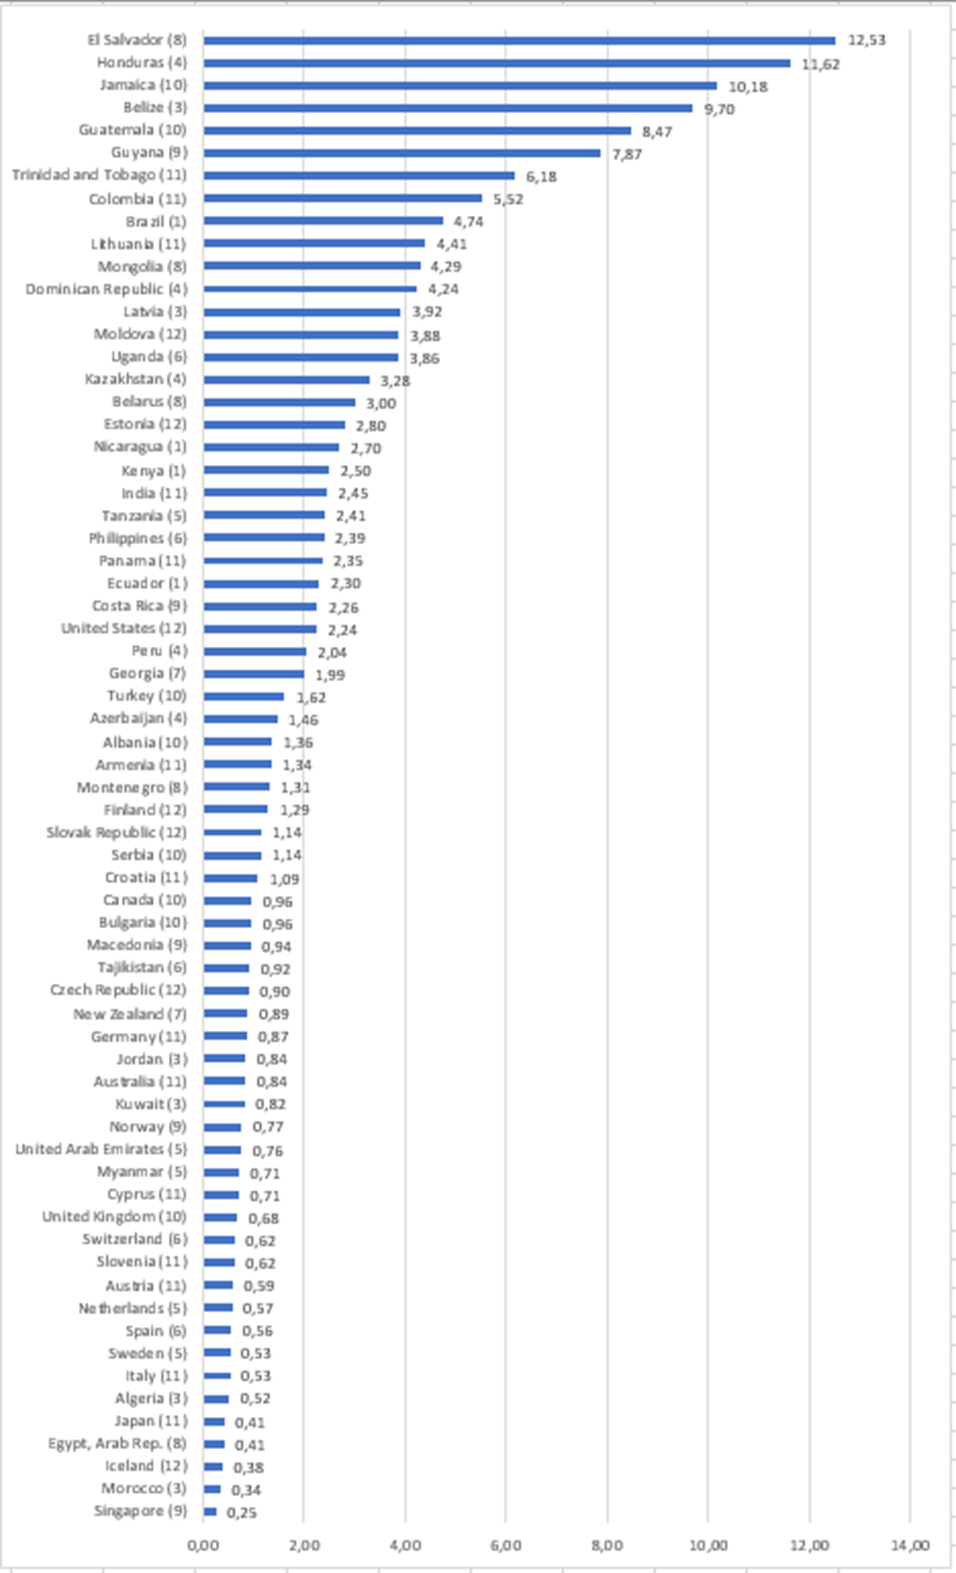 El Salvador (8) 12,53
Honduras (4) 11,62
Jamaica (10) 10,18
Belize (3) 9,70
Guatemala (10) 8,47
Guyana (9) 7,87
Trinidad and Tobago (11) 6,18
Colombia (11) 5,52
Brazil (1) 4,74
Lithuania (11) 4,41
Mongolia (8) 4,29
Dominican Republic (4) 4,24
Latvia (3) 3,92
Moldova (12) 3,88
Uganda (6) 3,86
Kazakhstan (4) 3,28
Belarus (8) 3,00
Estonia (12) 2,80
Nicaragua (1) 2,70
Kenya (1) 2,50
India (11) 2,45
Tanzania (5) 2,41
Philippines (6) 2,39
Panama (11) 2,35
Ecuador (1) 2,30
Costa Rica (9) 2,26
United States (12) 2,24
Peru (4) 2,04
Georgia (7) 1,99
Turkey (10) 1,62
Azerbaijan (4) 1,46
Albania (10) 1,36
Armenia (11) 1,34
Montenegro (8) 1,31
Finland (12) 1,29
Slovak Republic (12) 1,14
Serbia (10) 1,14
Croatia (11) 1,09
Canada (10) 0,96
Bulgaria (10) 0,96
Macedonia (9) 0,94
Tajikistan (6) 0,92
Czech Republic (12) 0,90
New Zealand (7) 0,89
Germany (11) 0,87
Jordan (3) 0,84
Australia (11) 0,84
Kuwait (3) 0,82
Norway (9) 0,77
United Arab Emirates (5) 0,76
Myanmar (5) 0,71
Cyprus (11) 0,71
United Kingdom (10) 0,68
Switzerland (6) 0,62
Slovenia (11) 0,62
Austria (11) 0,59
Netherlands (5) 0,57
Spain (6) 0,56
Sweden (5) 0,53
Italy (11) 0,53
Algeria (3) 0,52
Japan (11) 0,41
Egypt, Arab Rep. (8) 0,41
Iceland (12) 0,38
Morocco (3) 0,34
Singapore (9) 0,25
0,00 2,00 4,00 6,00 8,00 10,00 12,00 14,00